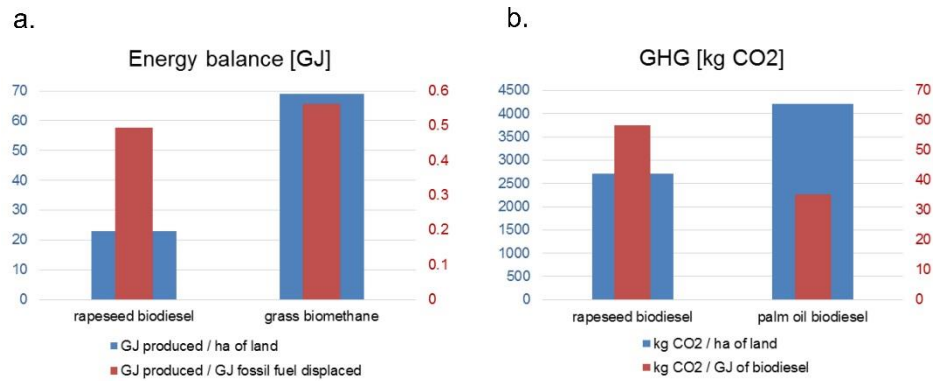 a.
Energy balance [GJ]
70
60
50
40
30
20
10
0
0.6
0.5
0.4
0.3
0.2
0.1
0
rapeseed biodiesel
grass biomethane
GJ produced / ha of land
GJ produced / GJ fossil fuel displaced
b.
GHG [kg CO2]
4500
4000
3500
3000
2500
2000
1500
1000
500
0
70
60
50
40
30
20
10
0
rapeseed biodiesel
palm oil biodiesel
kg CO2 / ha of land
kg CO2 / GJ of biodiesel